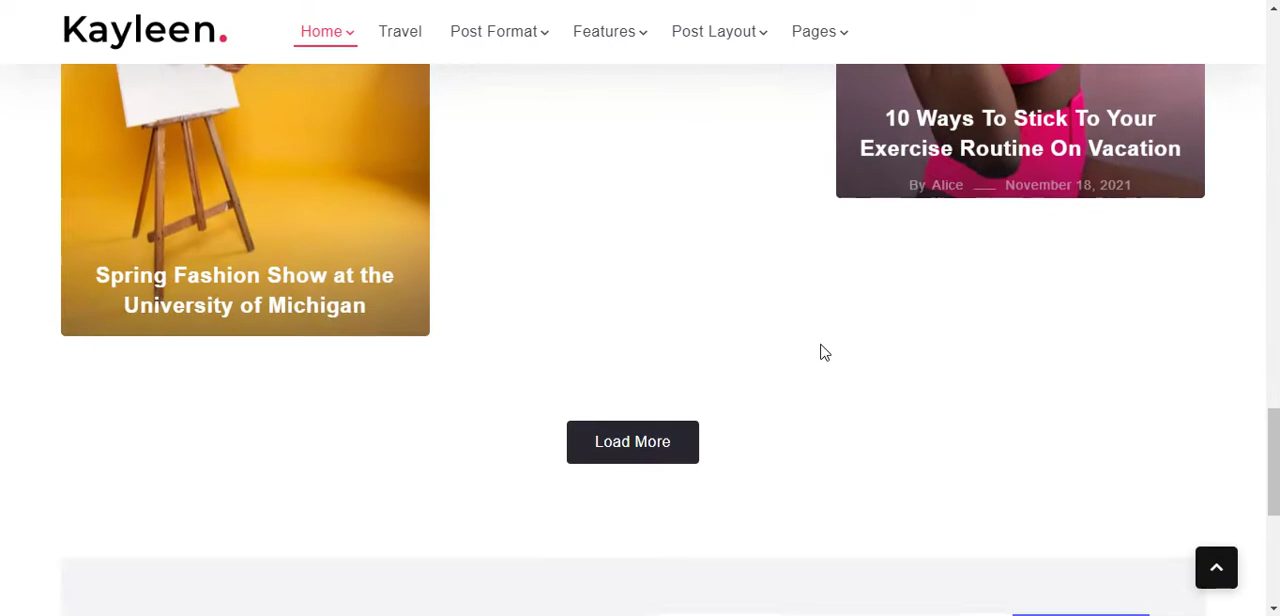 Kayleen.
Home
Travel
Post Format
Features
Post Layout
Pages
Spring Fashion Show at the
University of Michigan
10 Ways To Stick To Your
Exercise Routine On Vacation
By Alice
November 18, 2021
Load More